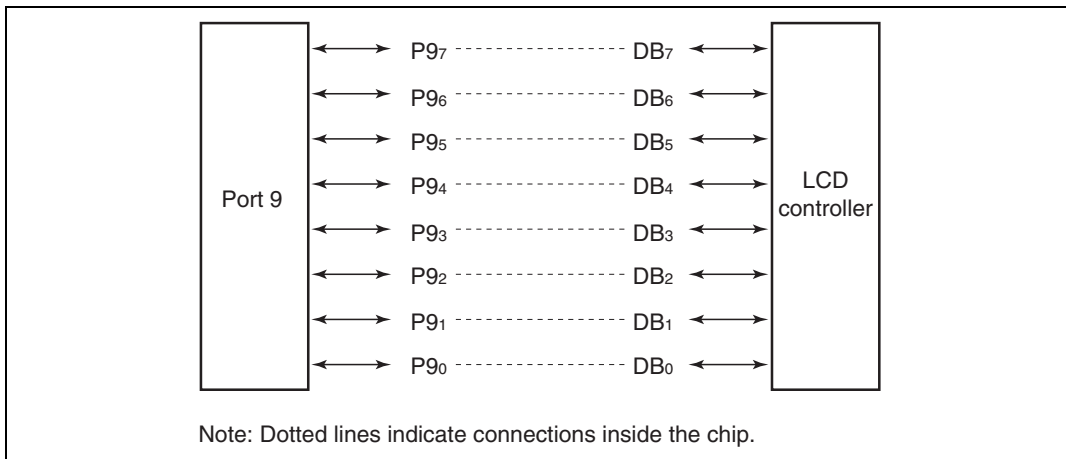 P9₇ DB₇
P9₆ DB₆
P9₅ DB₅
P9₄ DB₄
Port 9 LCD controller
P9₃ DB₃
P9₂ DB₂
P9₁ DB₁
P9₀ DB₀
Note: Dotted lines indicate connections inside the chip.